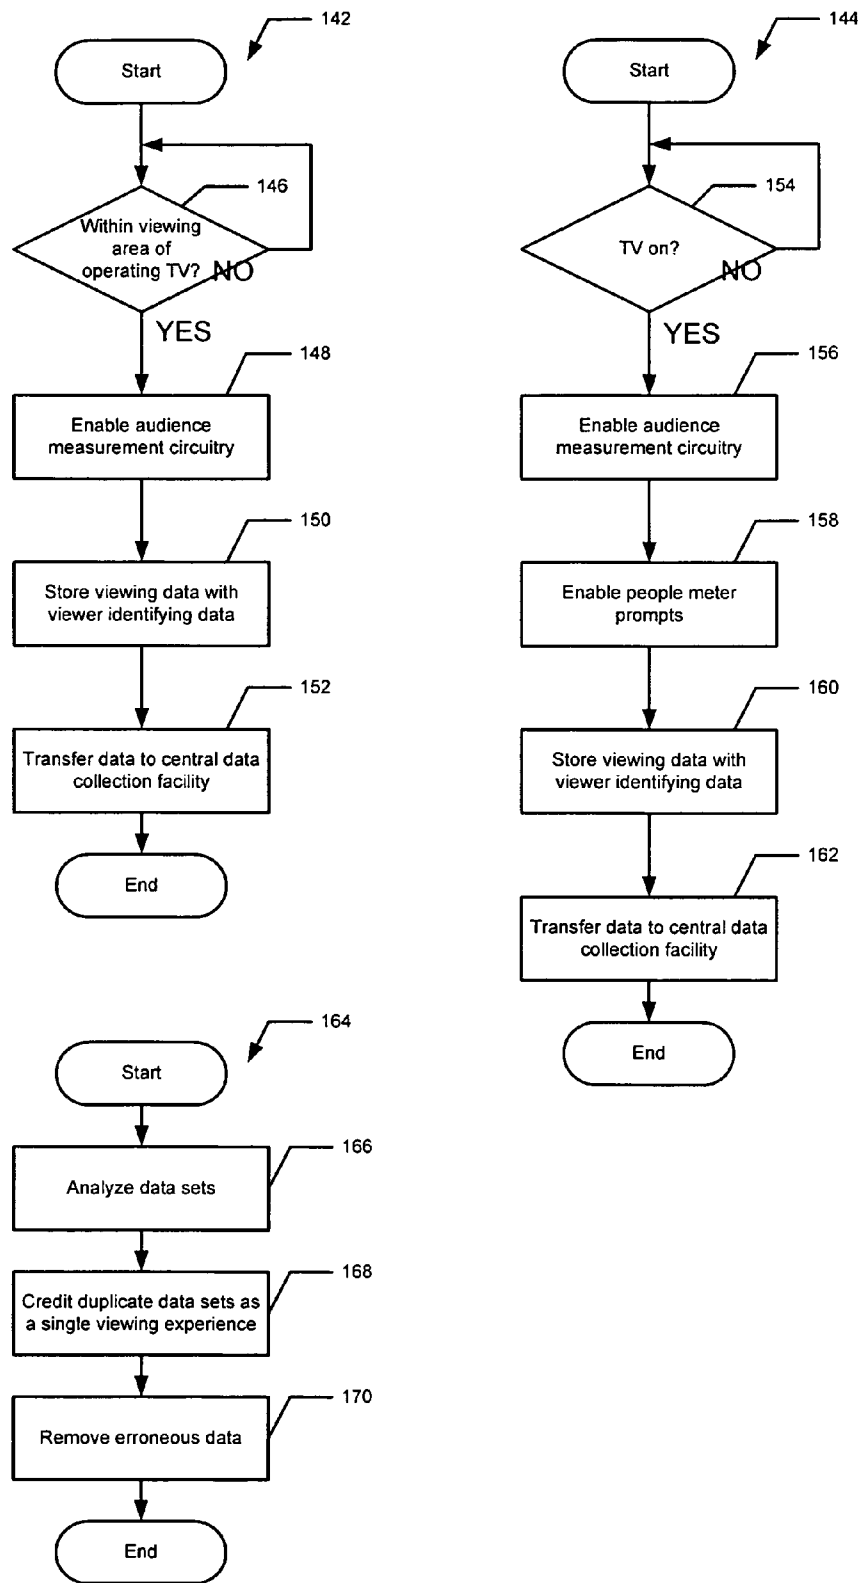 142
Start
146
Within viewing
area of
operating TV?
NO
YES
148
Enable audience
measurement circuitry
150
Store viewing data with
viewer identifying data
152
Transfer data to central data
collection facility
End
144
Start
154
TV on?
NO
YES
156
Enable audience
measurement circuitry
158
Enable people meter
prompts
160
Store viewing data with
viewer identifying data
162
Transfer data to central data
collection facility
End
164
Start
166
Analyze data sets
168
Credit duplicate data sets as
a single viewing experience
170
Remove erroneous data
End